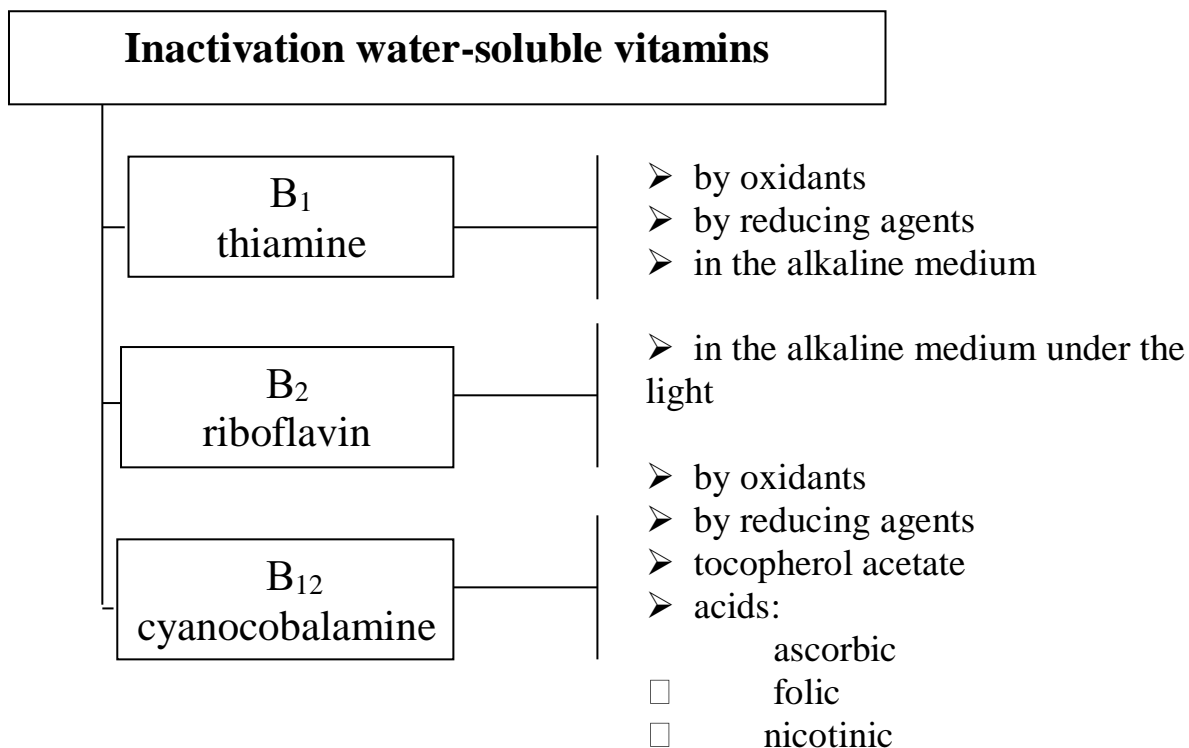 Inactivation water-soluble vitamins
B₁
thiamine
➢ by oxidants
➢ by reducing agents
➢ in the alkaline medium
B₂
riboflavin
➢ in the alkaline medium under the
light
B₁₂
cyanocobalamine
➢ by oxidants
➢ by reducing agents
➢ tocopherol acetate
➢ acids:
ascorbic
□ folic
□ nicotinic